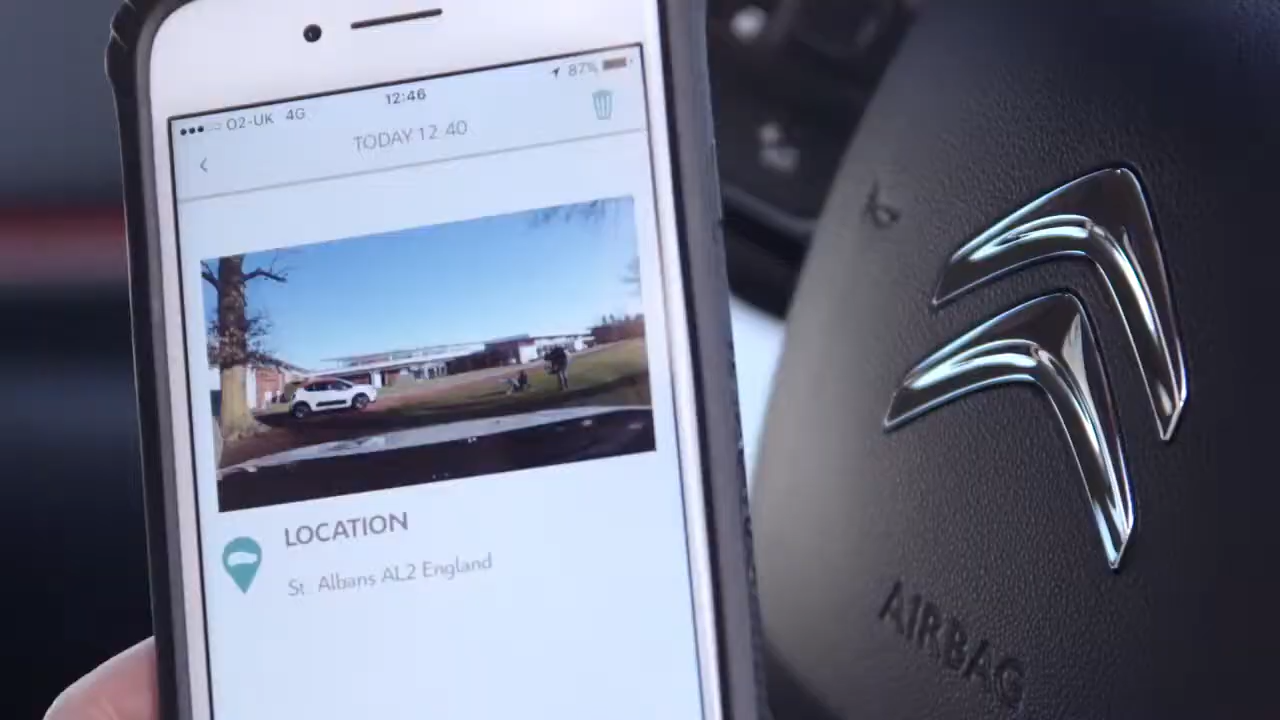 O2-UK 4G 12:46 87%
TODAY 12 40
LOCATION
St. Albans AL2 England
AIRBAG